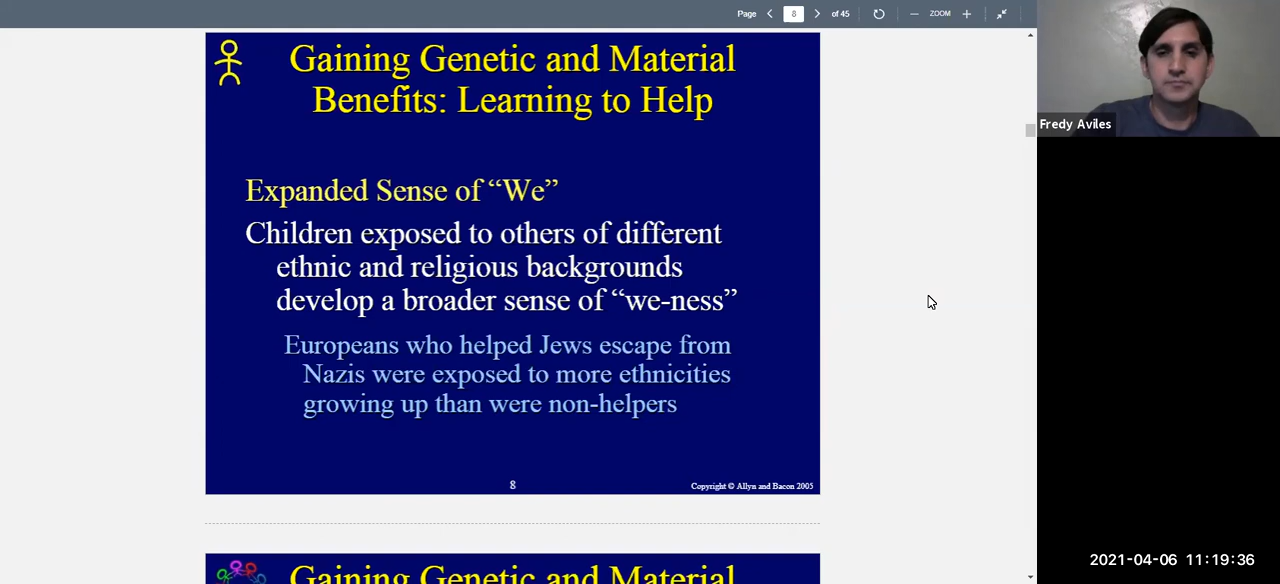 Page 8 of 45 ZOOM
Gaining Genetic and Material
Benefits: Learning to Help
Expanded Sense of “We”
Children exposed to others of different
ethnic and religious backgrounds
develop a broader sense of “we-ness”
Europeans who helped Jews escape from
Nazis were exposed to more ethnicities
growing up than were non-helpers
8
Copyright © Allyn and Bacon 2005
Gaining Genetic and Material
Fredy Aviles
2021-04-06 11:19:36